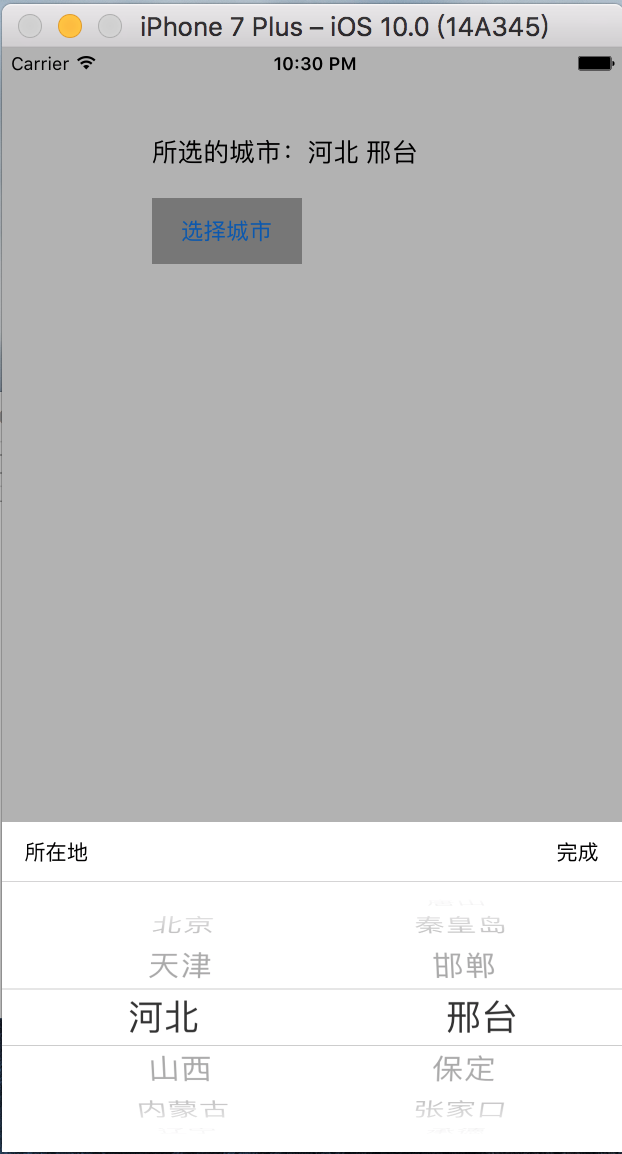 iPhone 7 Plus – iOS 10.0 (14A345)
Carrier 10:30 PM
所选的城市：河北 邢台
选择城市
所在地 完成
北京 秦皇岛
天津 邯郸
河北 邢台
山西 保定
内蒙古 张家口